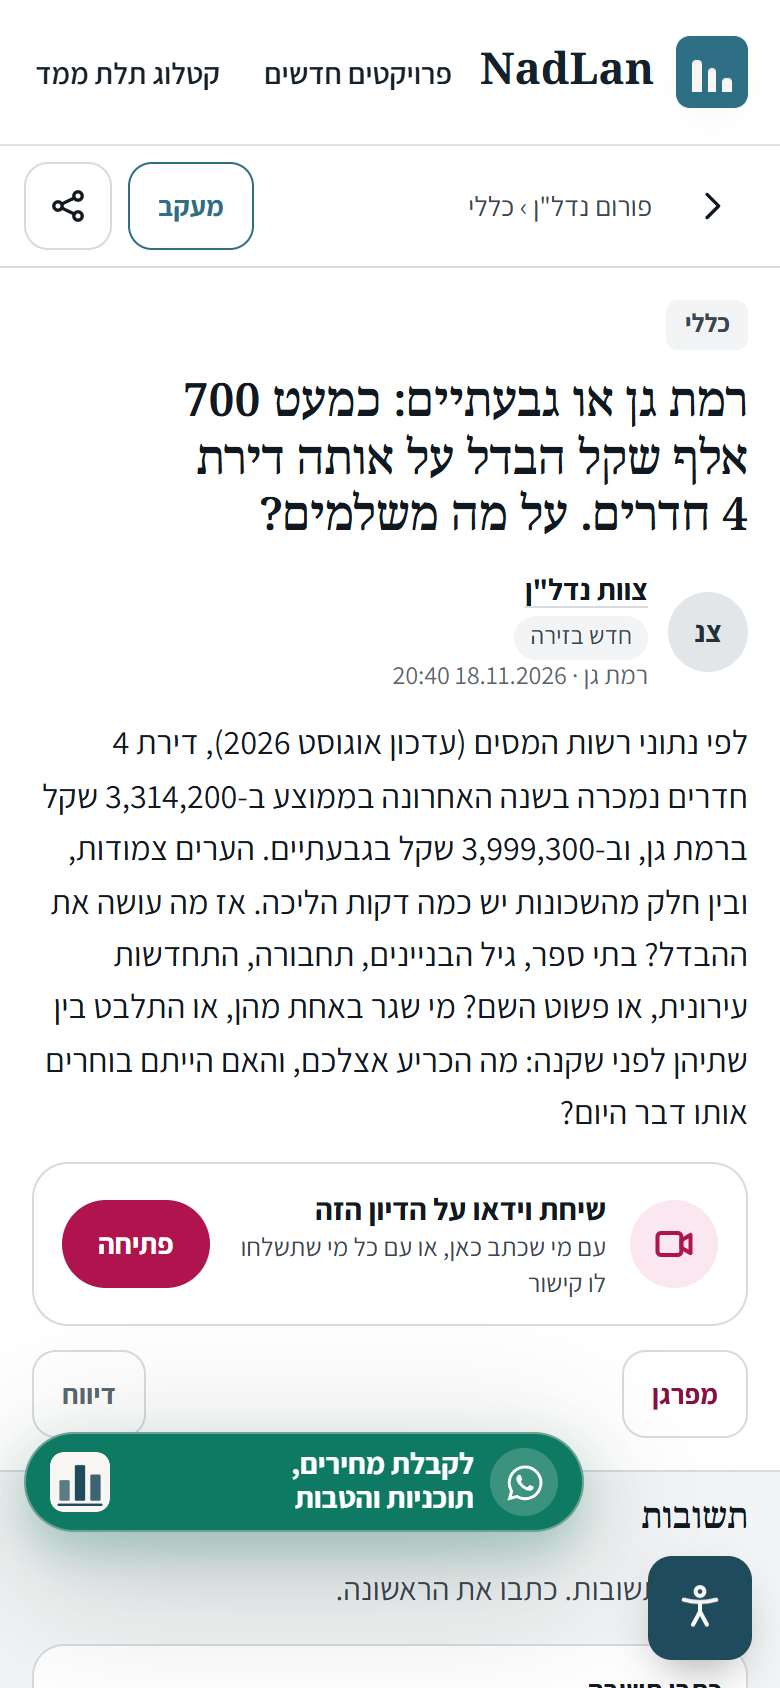 NadLan
פרויקטים חדשים
קטלוג תלת ממד
פורום נדל"ן › כללי
מעקב
כללי
רמת גן או גבעתיים: כמעט 700
אלף שקל הבדל על אותה דירת
4 חדרים. על מה משלמים?
צנ
צוות נדל"ן
חדש בזירה
רמת גן · 18.11.2026 20:40
לפי נתוני רשות המסים (עדכון אוגוסט 2026), דירת 4
חדרים נמכרה בשנה האחרונה בממוצע ב-3,314,200 שקל
ברמת גן, וב-3,999,300 שקל בגבעתיים. הערים צמודות,
ובין חלק מהשכונות יש כמה דקות הליכה. אז מה עושה את
ההבדל? בתי ספר, גיל הבניינים, תחבורה, התחדשות
עירונית, או פשוט השם? מי שגר באחת מהן, או התלבט בין
שתיהן לפני שקנה: מה הכריע אצלכם, והאם הייתם בוחרים
אותו דבר היום?
שיחת וידאו על הדיון הזה
עם מי שכתב כאן, או עם כל מי שתשלחו
לו קישור
פתיחה
מפרגן
דיווח
לקבלת מחירים,
תוכניות והטבות
תשובות
תשובות. כתבו את הראשונה.